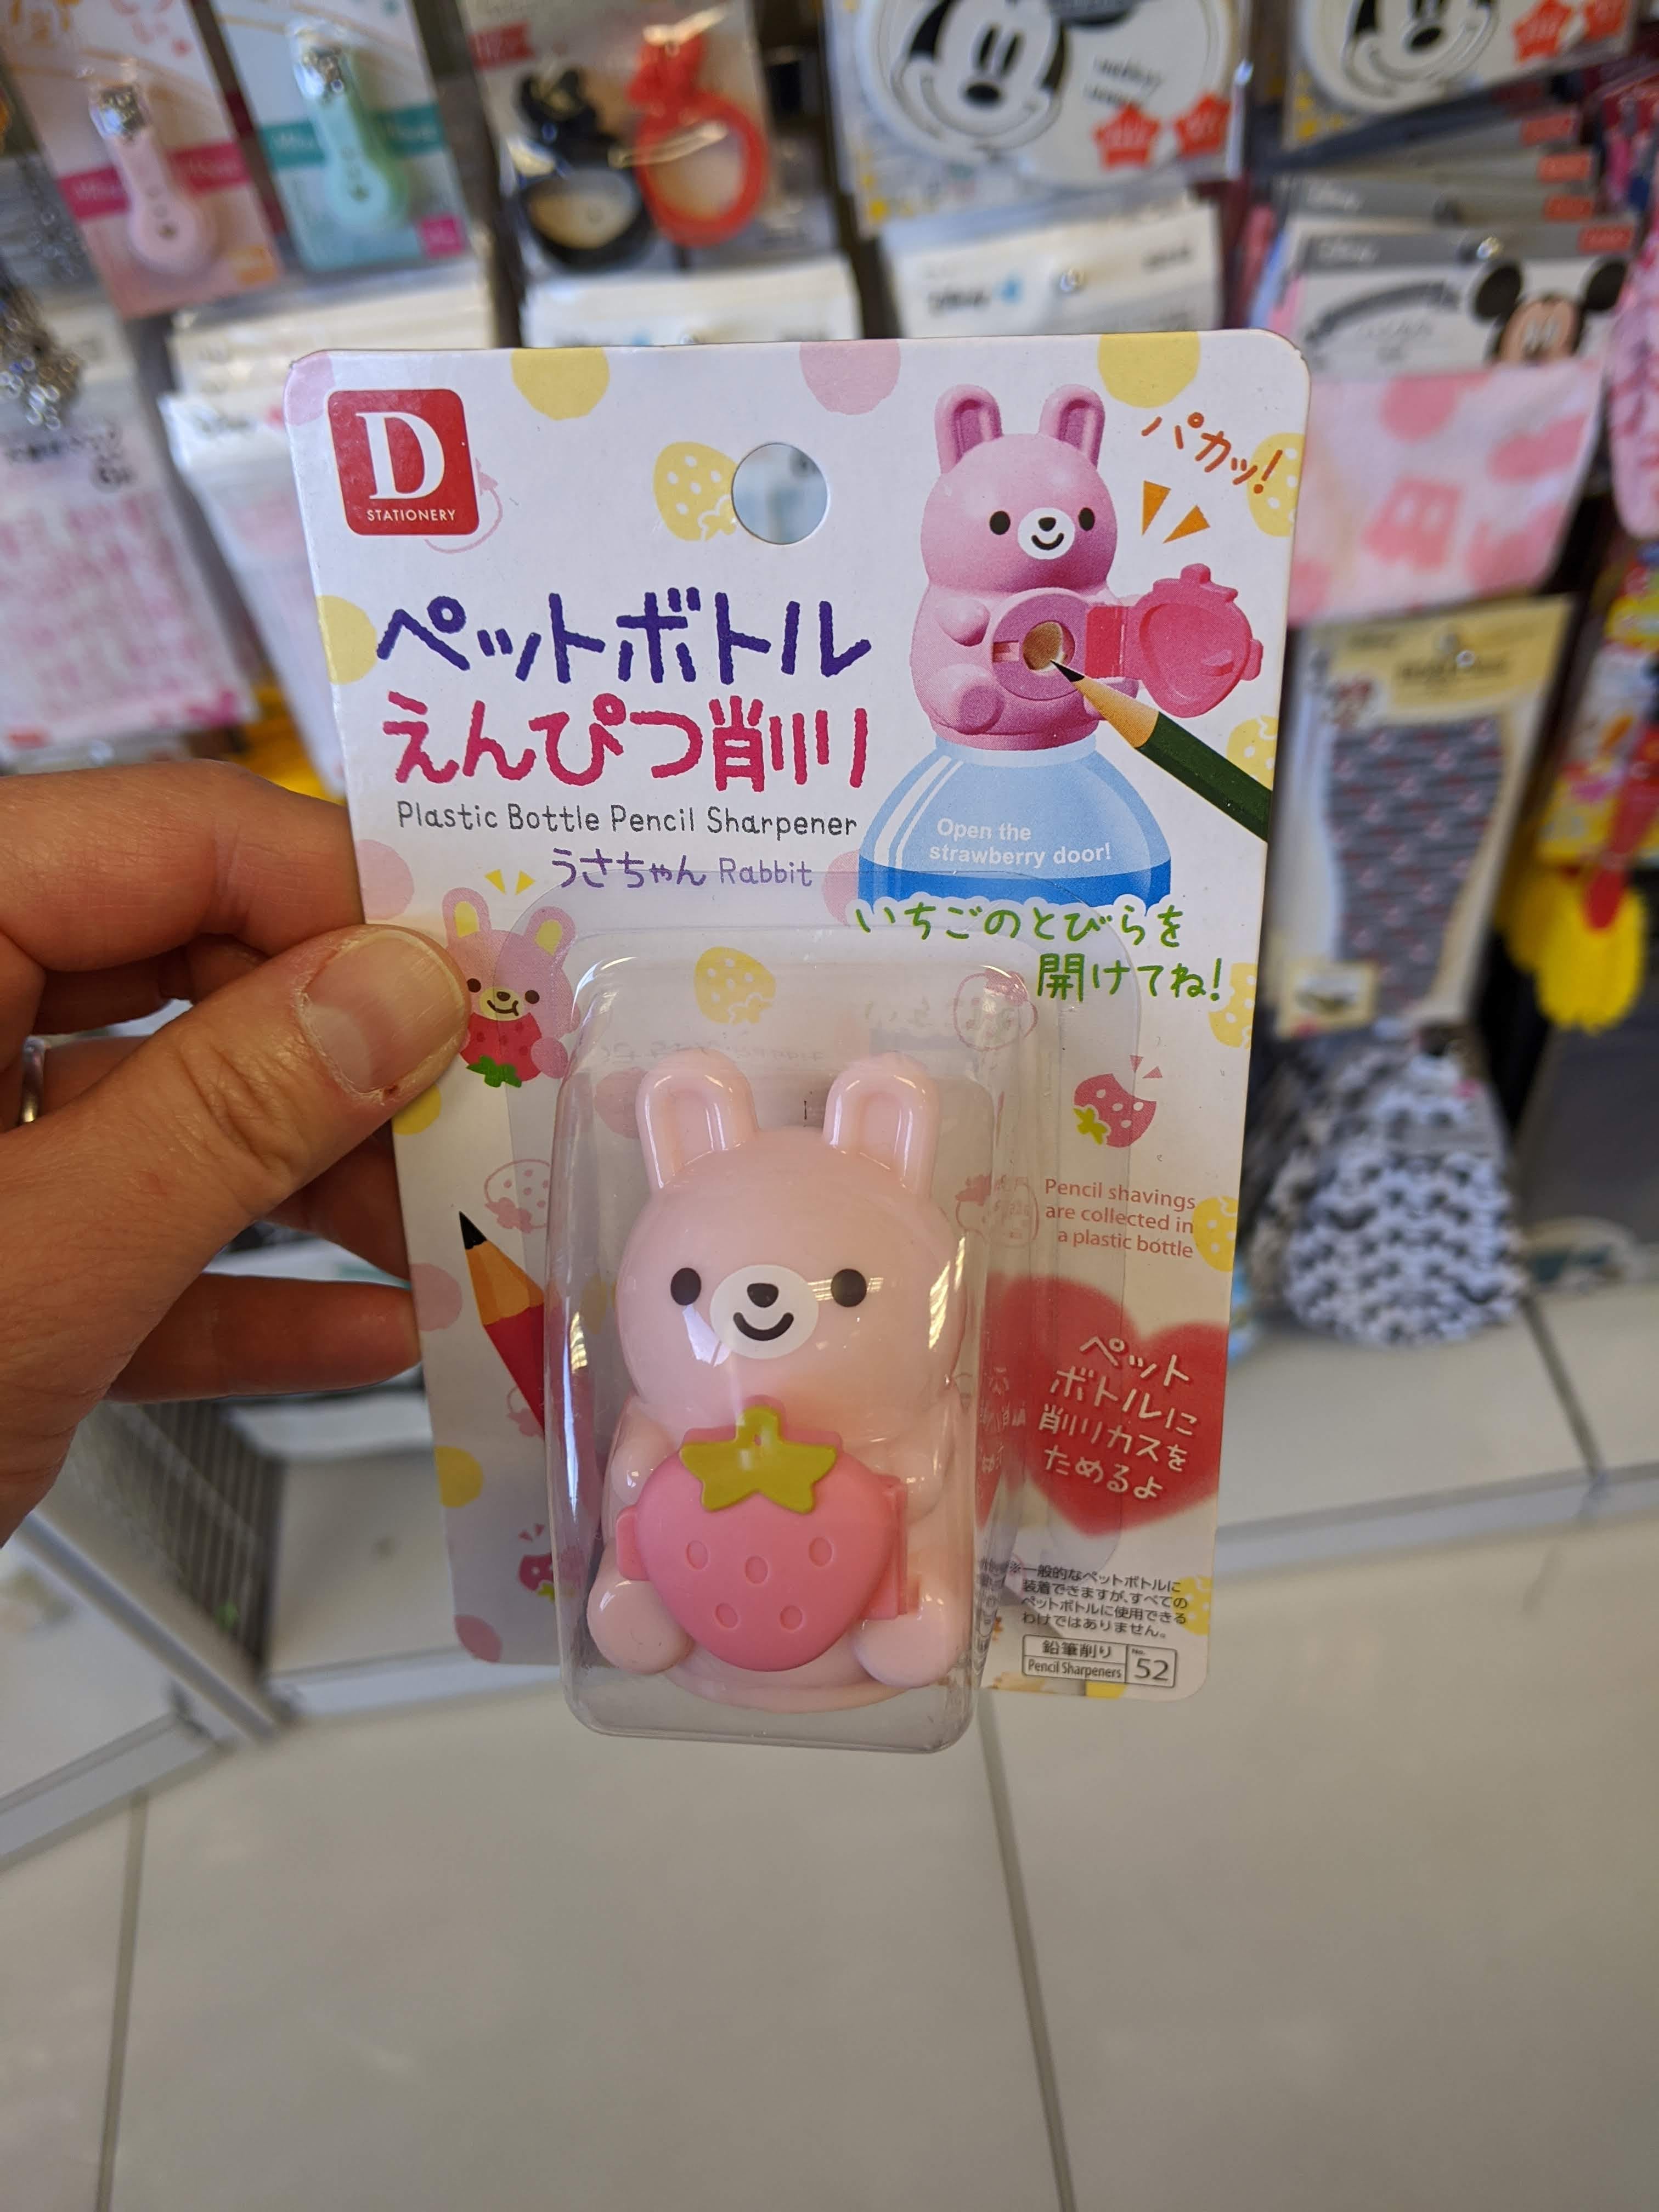 D
STATIONERY
パカッ!
ペットボトル
えんぴつ削り
Plastic Bottle Pencil Sharpener
うさちゃん Rabbit
Open the
strawberry door!
いちごのとびらを
開けてね!
Pencil shavings
are collected in
a plastic bottle
ペット
ボトルに
削りカスを
ためるよ
※一般的なペットボトルに
装着できますが、すべての
ペットボトルに使用できる
わけではありません。
鉛筆削り
Pencil Sharpeners
No.
52